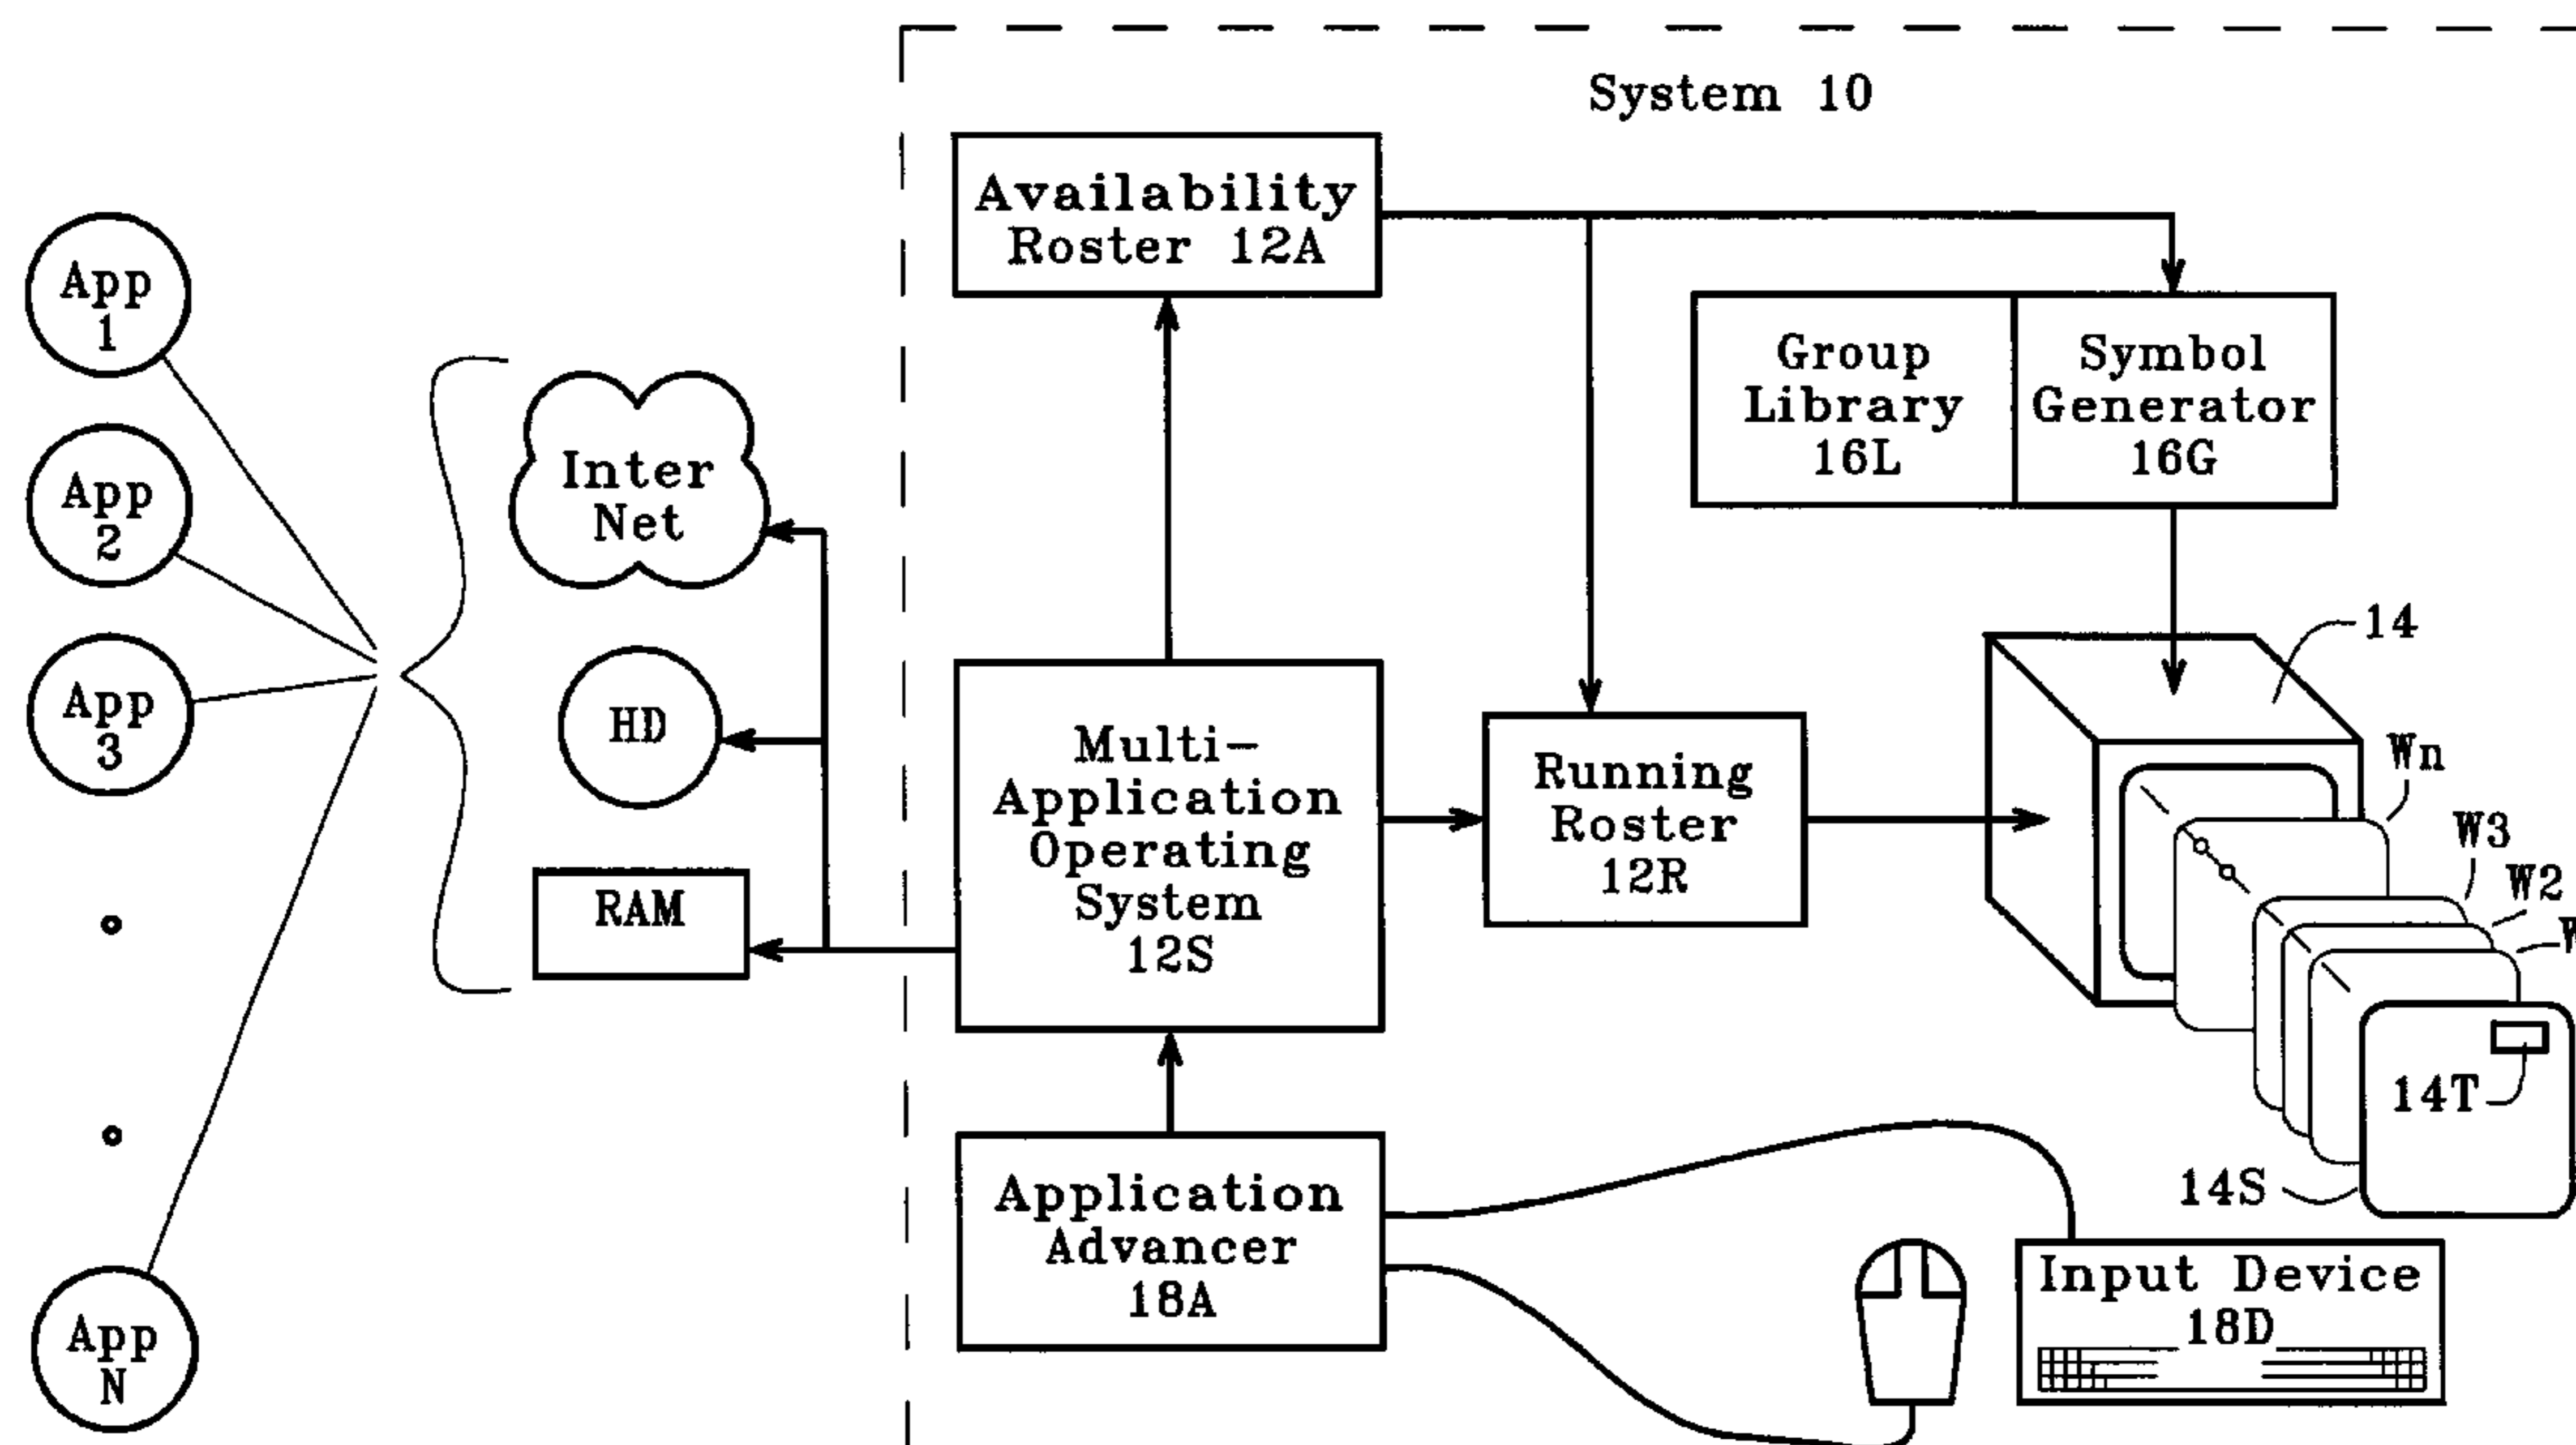 System 10
Availability
Roster 12A
App
1
App
2
App
3
App
N
Inter
Net
HD
RAM
Group
Library
16L
Symbol
Generator
16G
Multi-
Application
Operating
System
12S
Running
Roster
12R
14
Wn
W3
W2
W
14T
14S
Application
Advancer
18A
Input Device
18D